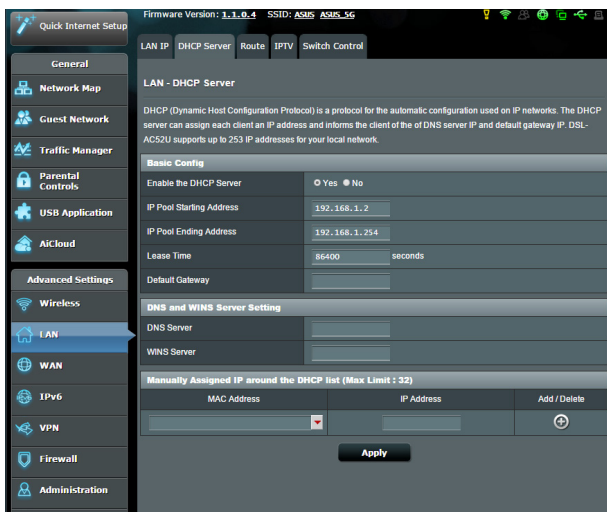 Quick Internet Setup
Firmware Version: 1.1.0.4 SSID: ASUS ASUS_5G
LAN IP DHCP Server Route IPTV Switch Control
General
Network Map
Guest Network
Traffic Manager
Parental
Controls
USB Application
AiCloud
Advanced Settings
Wireless
LAN
WAN
IPv6
VPN
Firewall
Administration
LAN - DHCP Server
DHCP (Dynamic Host Configuration Protocol) is a protocol for the automatic configuration used on IP networks. The DHCP
server can assign each client an IP address and informs the client of the of DNS server IP and default gateway IP. DSL-
AC52U supports up to 253 IP addresses for your local network.
Basic Config
Enable the DHCP Server Yes No
IP Pool Starting Address 192.168.1.2
IP Pool Ending Address 192.168.1.254
Lease Time 86400 seconds
Default Gateway
DNS and WINS Server Setting
DNS Server
WINS Server
Manually Assigned IP around the DHCP list (Max Limit : 32)
MAC Address IP Address Add / Delete
Apply